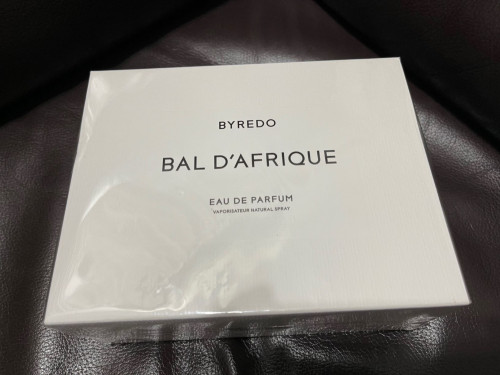 BYREDO
BAL D'AFRIQUE
EAU DE PARFUM
VAPORISATEUR NATURAL SPRAY